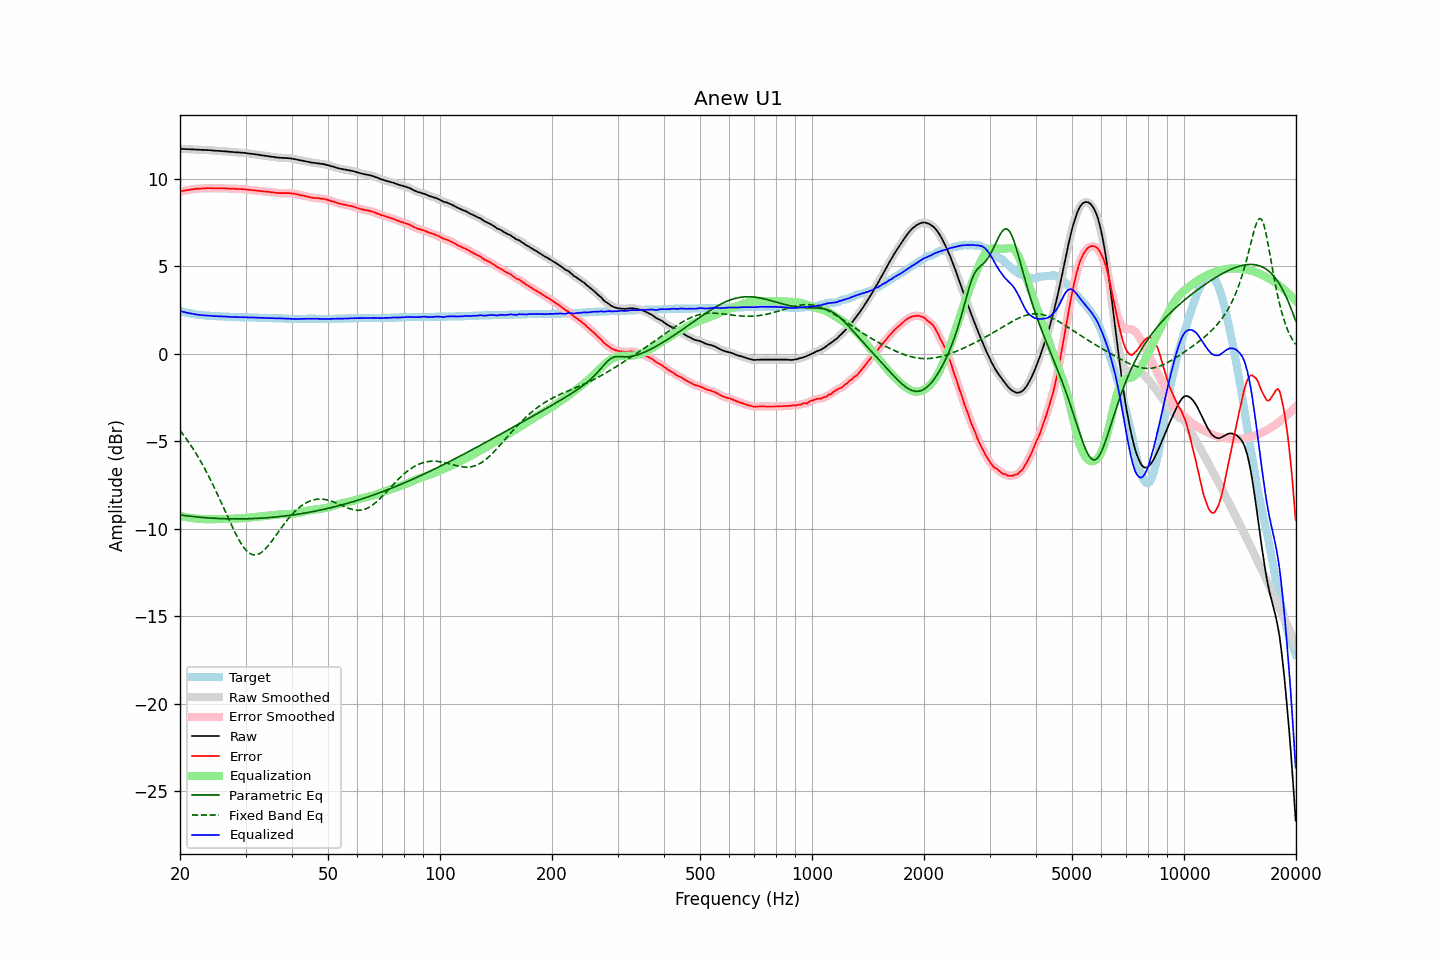 Anew U1
Amplitude (dBr)
10
5
0
−5
−10
−15
−20
−25
Target
Raw Smoothed
Error Smoothed
Raw
Error
Equalization
Parametric Eq
Fixed Band Eq
Equalized
20 50 100 200 500 1000 2000 5000 10000 20000
Frequency (Hz)